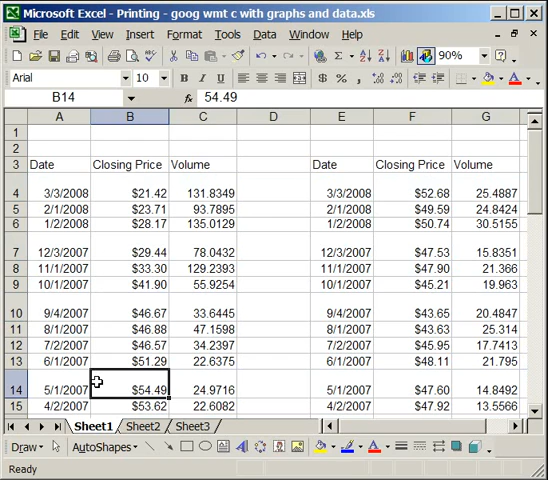 Microsoft Excel - Printing - goog wmt c with graphs and data.xls
File Edit View Insert Format Tools Data Window
90%
Arial 10 B I U $ %
B14 fx 54.49
A B C D E F G
1
2
3 Date Closing Price Volume Date Closing Price Volume
4 3/3/2008 $21.42 131.8349 3/3/2008 $52.68 25.4887
5 2/1/2008 $23.71 93.7895 2/1/2008 $49.59 24.8424
6 1/2/2008 $28.17 135.0129 1/2/2008 $50.74 30.5155
7 12/3/2007 $29.44 78.0432 12/3/2007 $47.53 15.8351
8 11/1/2007 $33.30 129.2393 11/1/2007 $47.90 21.366
9 10/1/2007 $41.90 55.9254 10/1/2007 $45.21 19.963
10 9/4/2007 $46.67 33.6445 9/4/2007 $43.65 20.4847
11 8/1/2007 $46.88 47.1598 8/1/2007 $43.63 25.314
12 7/2/2007 $46.57 34.2397 7/2/2007 $45.95 17.7413
13 6/1/2007 $51.29 22.6375 6/1/2007 $48.11 21.795
14 5/1/2007 $54.49 24.9716 5/1/2007 $47.60 14.8492
15 4/2/2007 $53.62 22.6082 4/2/2007 $47.92 13.5566
Sheet1 Sheet2 Sheet3
Draw AutoShapes
Ready